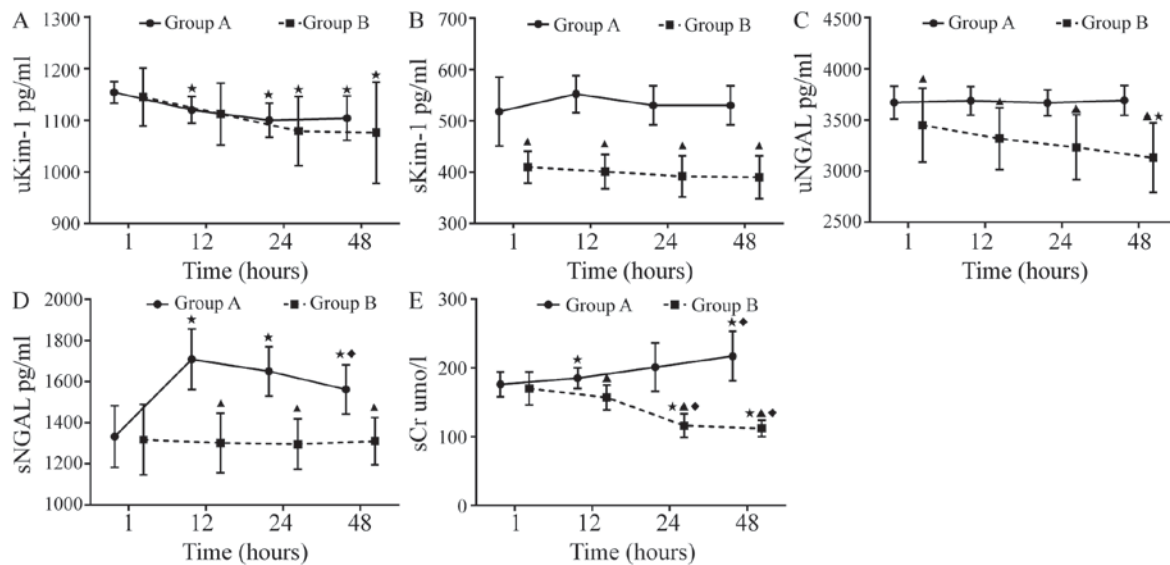 A
Group A
Group B
1300
1200
1100
1000
900
uKim-1 pg/ml
1
12
24
48
Time (hours)
B
Group A
Group B
700
600
500
400
300
sKim-1 pg/ml
1
12
24
48
Time (hours)
C
Group A
Group B
4500
4000
3500
3000
2500
uNGAL pg/ml
1
12
24
48
Time (hours)
D
Group A
Group B
2000
1800
1600
1400
1200
1000
sNGAL pg/ml
1
12
24
48
Time (hours)
E
Group A
Group B
300
200
100
0
sCr umo/l
1
12
24
48
Time (hours)